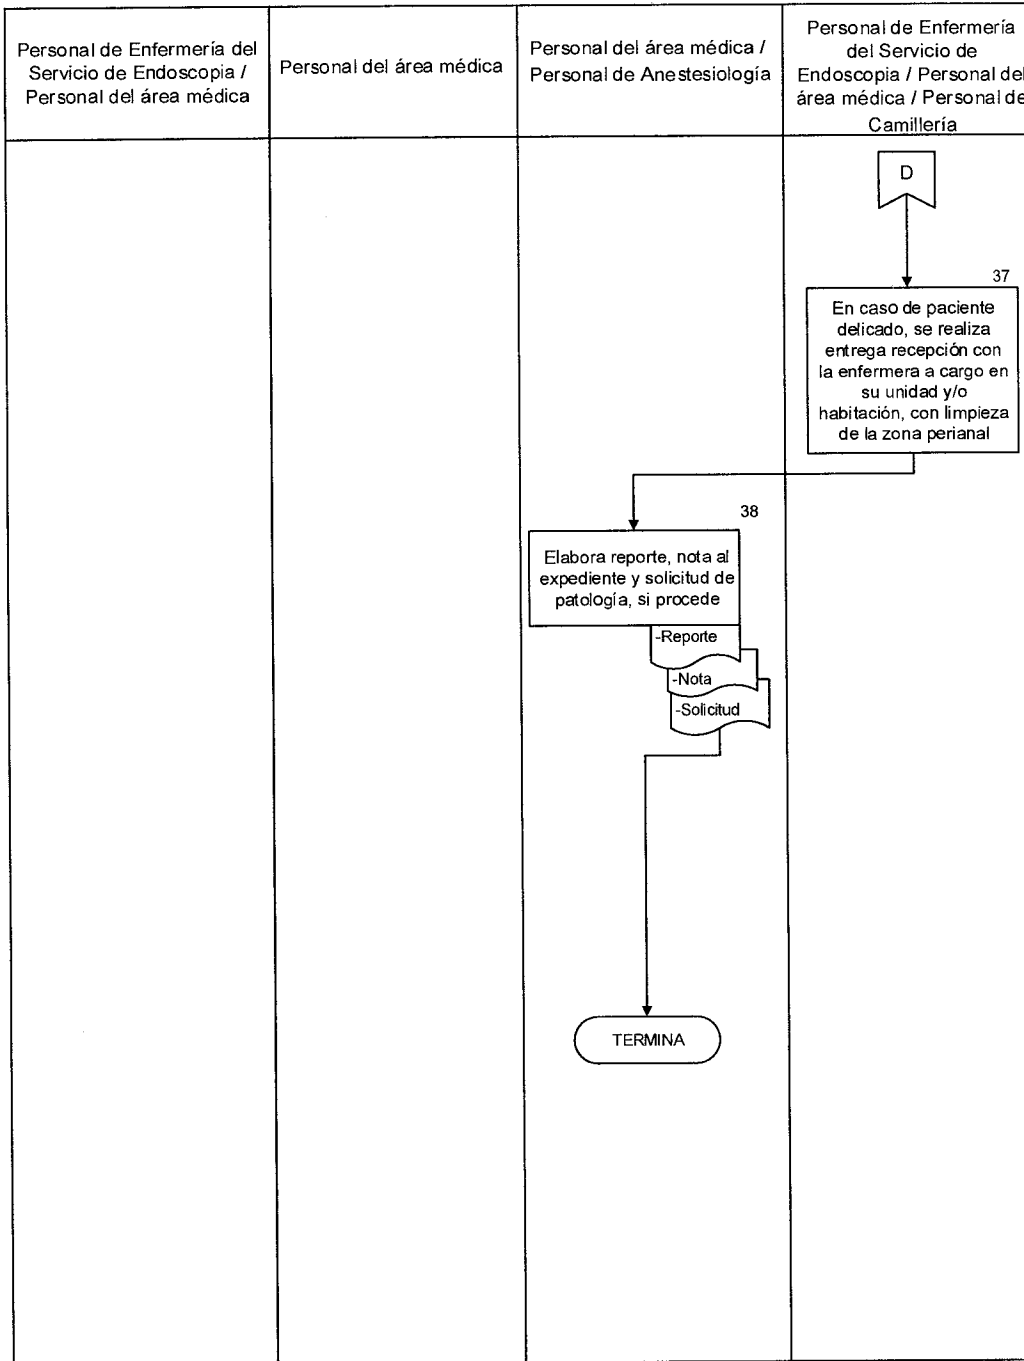 Personal de Enfermería del
Servicio de Endoscopia /
Personal del área médica
Personal del área médica
Personal del área médica /
Personal de Anestesiología
Personal de Enfermería
del Servicio de
Endoscopia / Personal del
área médica / Personal de
Camillería
D
37
En caso de paciente
delicado, se realiza
entrega recepción con
la enfermera a cargo en
su unidad y/o
habitación, con limpieza
de la zona perianal
38
Elabora reporte, nota al
expediente y solicitud de
patología, si procede
-Reporte
-Nota
-Solicitud
TERMINA